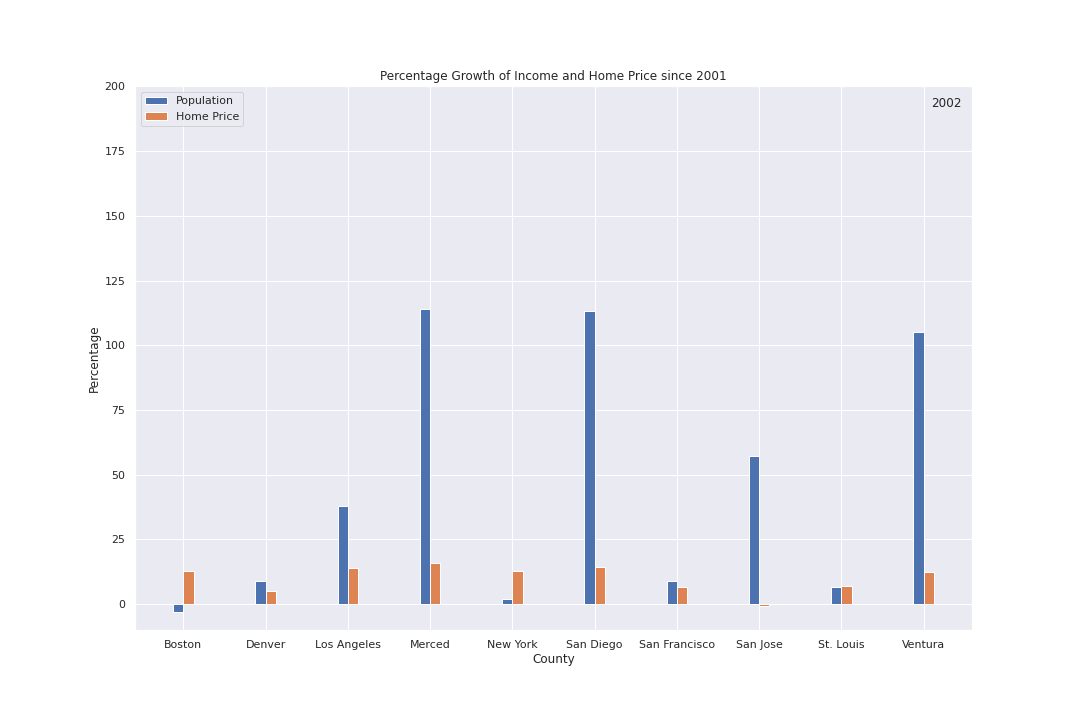 Percentage Growth of Income and Home Price since 2001
200
Population
Home Price
2002
175
150
125
100
75
50
25
0
Percentage
Boston Denver Los Angeles Merced New York San Diego San Francisco San Jose St. Louis Ventura
County